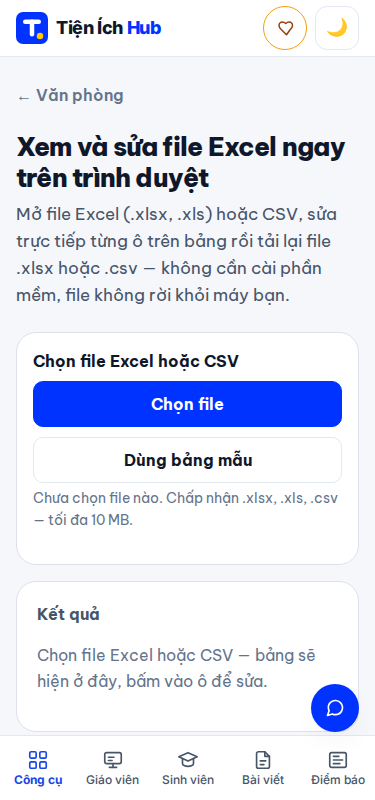 Tiện Ích Hub
← Văn phòng
Xem và sửa file Excel ngay
trên trình duyệt
Mở file Excel (.xlsx, .xls) hoặc CSV, sửa
trực tiếp từng ô trên bảng rồi tải lại file
.xlsx hoặc .csv — không cần cài phần
mềm, file không rời khỏi máy bạn.
Chọn file Excel hoặc CSV
Chọn file
Dùng bảng mẫu
Chưa chọn file nào. Chấp nhận .xlsx, .xls, .csv
— tối đa 10 MB.
Kết quả
Chọn file Excel hoặc CSV — bảng sẽ
hiện ở đây, bấm vào ô để sửa.
Công cụ
Giáo viên
Sinh viên
Bài viết
Điểm báo